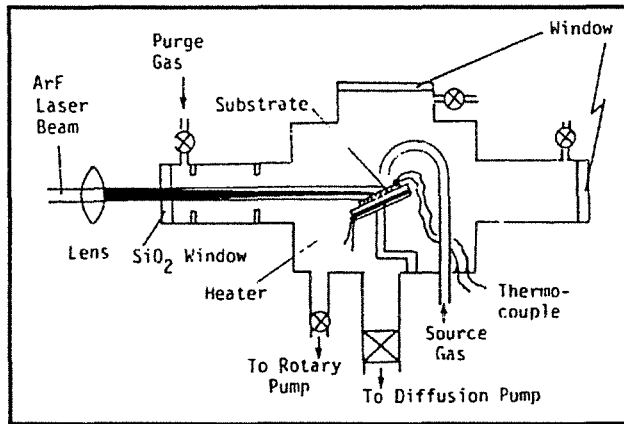 Purge
Gas
Window
ArF
Laser
Beam
Substrate
Lens
SiO2 Window
Heater
Thermo-
couple
Source
Gas
To Rotary
Pump
To Diffusion Pump